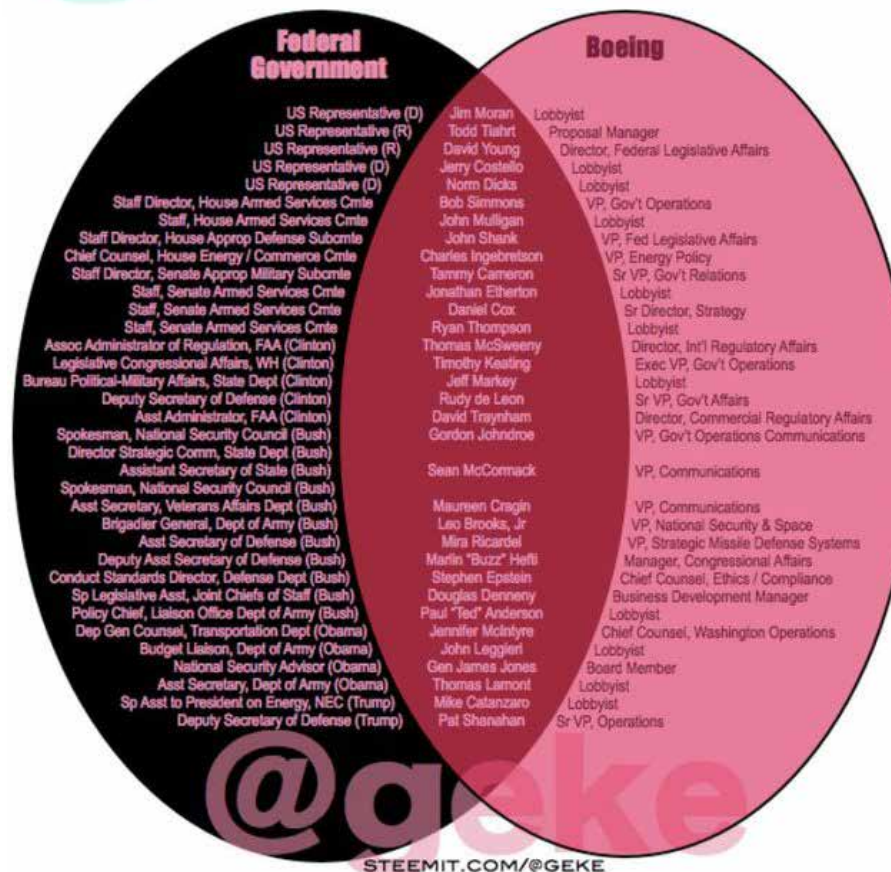 Federal Government
Boeing
US Representative (D) Jim Moran Lobbyist
US Representative (R) Todd Tiahrt Proposal Manager
US Representative (R) David Young Director, Federal Legislative Affairs
US Representative (D) Jerry Costello Lobbyist
US Representative (D) Norm Dicks Lobbyist
Staff Director, House Armed Services Cmte Bob Simmons VP, Gov't Operations
Staff, House Armed Services Cmte John Mulligan Lobbyist
Staff Director, House Approp Defense Subcmte John Shank VP, Fed Legislative Affairs
Chief Counsel, House Energy / Commerce Cmte Charles Ingebretson VP, Energy Policy
Staff Director, Senate Approp Military Subcmte Tammy Cameron Sr VP, Gov't Relations
Staff, Senate Armed Services Cmte Jonathan Etherton Lobbyist
Staff, Senate Armed Services Cmte Daniel Cox Sr Director, Strategy
Staff, Senate Armed Services Cmte Ryan Thompson Lobbyist
Assoc Administrator of Regulation, FAA (Clinton) Thomas McSweeny Director, Int'l Regulatory Affairs
Legislative Congressional Affairs, WH (Clinton) Timothy Keating Exec VP, Gov't Operations
Bureau Political-Military Affairs, State Dept (Clinton) Jeff Markey Lobbyist
Deputy Secretary of Defense (Clinton) Rudy de Leon Sr VP, Gov't Affairs
Asst Administrator, FAA (Clinton) David Traynham Director, Commercial Regulatory Affairs
Spokesman, National Security Council (Bush) Gordon Johndroe VP, Gov't Operations Communications
Director Strategic Comm, State Dept (Bush)
Assistant Secretary of State (Bush) Sean McCormack VP, Communications
Spokesman, National Security Council (Bush)
Asst Secretary, Veterans Affairs Dept (Bush) Maureen Cragin VP, Communications
Brigadier General, Dept of Army (Bush) Leo Brooks, Jr VP, National Security & Space
Asst Secretary of Defense (Bush) Mira Ricardel VP, Strategic Missile Defense Systems
Deputy Asst Secretary of Defense (Bush) Marlin "Buzz" Hefti Manager, Congressional Affairs
Conduct Standards Director, Defense Dept (Bush) Stephen Epstein Chief Counsel, Ethics / Compliance
Sp Legislative Asst, Joint Chiefs of Staff (Bush) Douglas Denneny Business Development Manager
Policy Chief, Liaison Office Dept of Army (Bush) Paul "Ted" Anderson Lobbyist
Dep Gen Counsel, Transportation Dept (Obama) Jennifer McIntyre Chief Counsel, Washington Operations
Budget Liaison, Dept of Army (Obama) John Leggieri Lobbyist
National Security Advisor (Obama) Gen James Jones Board Member
Asst Secretary, Dept of Army (Obama) Thomas Lamont Lobbyist
Sp Asst to President on Energy, NEC (Trump) Mike Catanzaro Lobbyist
Deputy Secretary of Defense (Trump) Pat Shanahan Sr VP, Operations
@geke
STEEMIT.COM/@GEKE